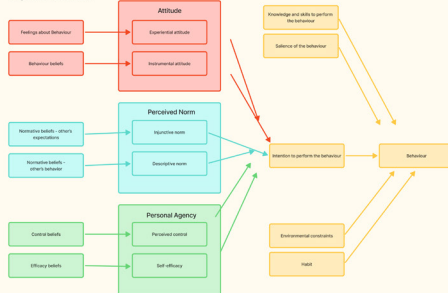 Attitude
Feelings about Behaviour
Experiential attitude
Behaviour beliefs
Instrumental attitude
Knowledge and skills to perform
the behaviour
Salience of the behaviour
Perceived Norm
Normative beliefs - other's
expectations
Injunctive norm
Normative beliefs -
other's behavior
Descriptive norm
Intention to perform the behaviour
Behaviour
Personal Agency
Control beliefs
Perceived control
Efficacy beliefs
Self-efficacy
Environmental constraints
Habit